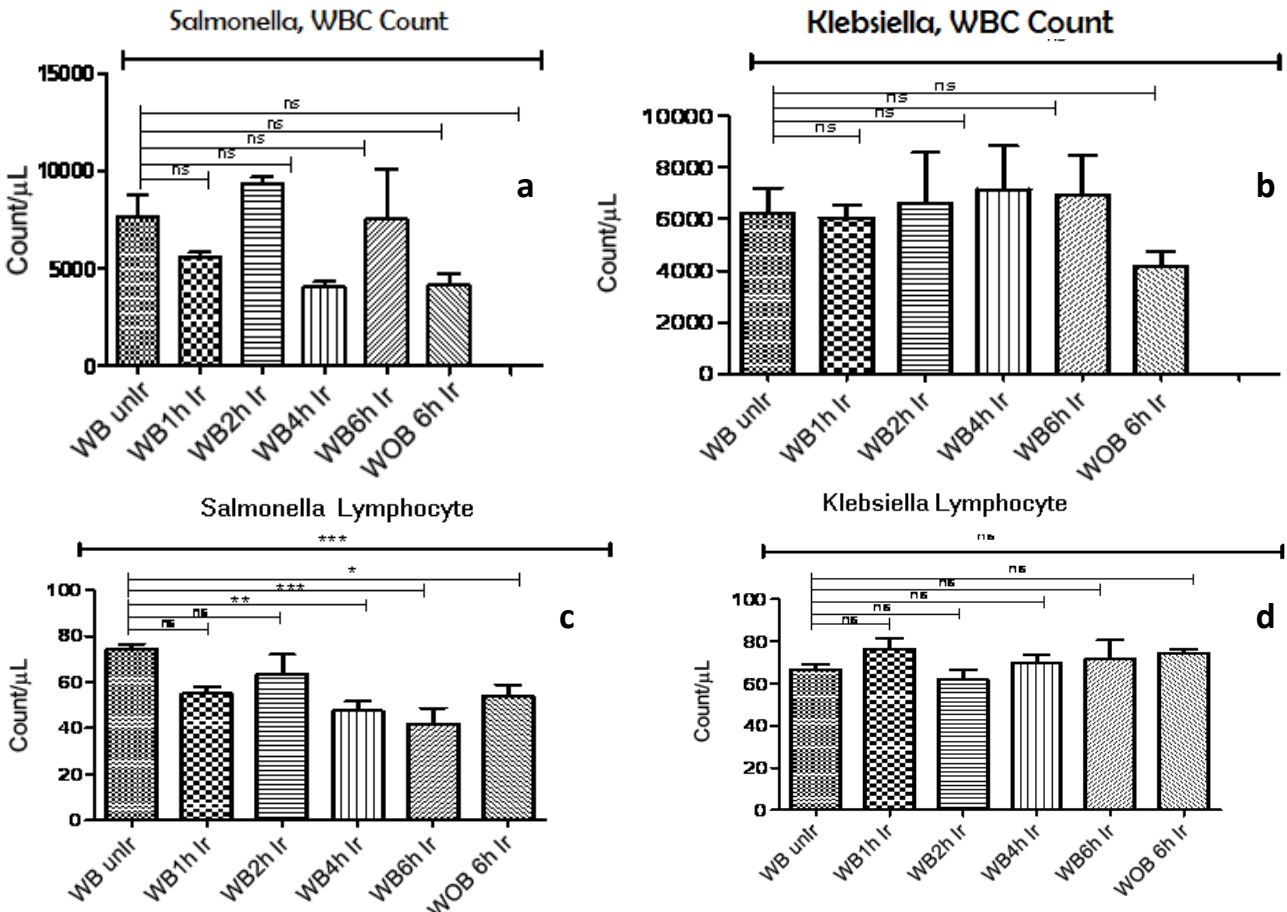 Salmonella, WBC Count
15000
10000
5000
0
Count/µL
ns
ns
ns
ns
ns
a
WB unIr
WB1h Ir
WB2h Ir
WB4h Ir
WB6h Ir
WOB 6h Ir
Klebsiella, WBC Count
10000
8000
6000
4000
2000
0
Count/µL
ns
ns
ns
ns
ns
b
WB unIr
WB1h Ir
WB2h Ir
WB4h Ir
WB6h Ir
WOB 6h Ir
Salmonella Lymphocyte
***
100
80
60
40
20
0
Count/µL
*
***
**
ns
ns
c
WB unIr
WB1h Ir
WB2h Ir
WB4h Ir
WB6h Ir
WOB 6h Ir
Klebsiella Lymphocyte
ns
100
80
60
40
20
0
Count/µL
ns
ns
ns
ns
ns
d
WB unIr
WB1h Ir
WB2h Ir
WB4h Ir
WB6h Ir
WOB 6h Ir